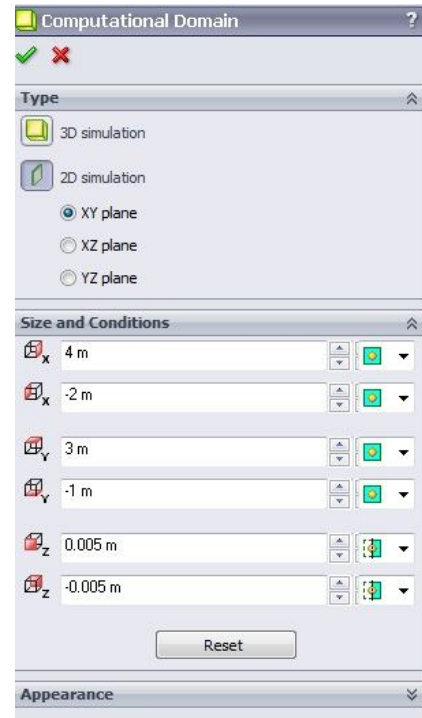 Computational Domain ?
Type
3D simulation
2D simulation
XY plane
XZ plane
YZ plane
Size and Conditions
X 4 m
X -2 m
Y 3 m
Y -1 m
Z 0.005 m
Z -0.005 m
Reset
Appearance